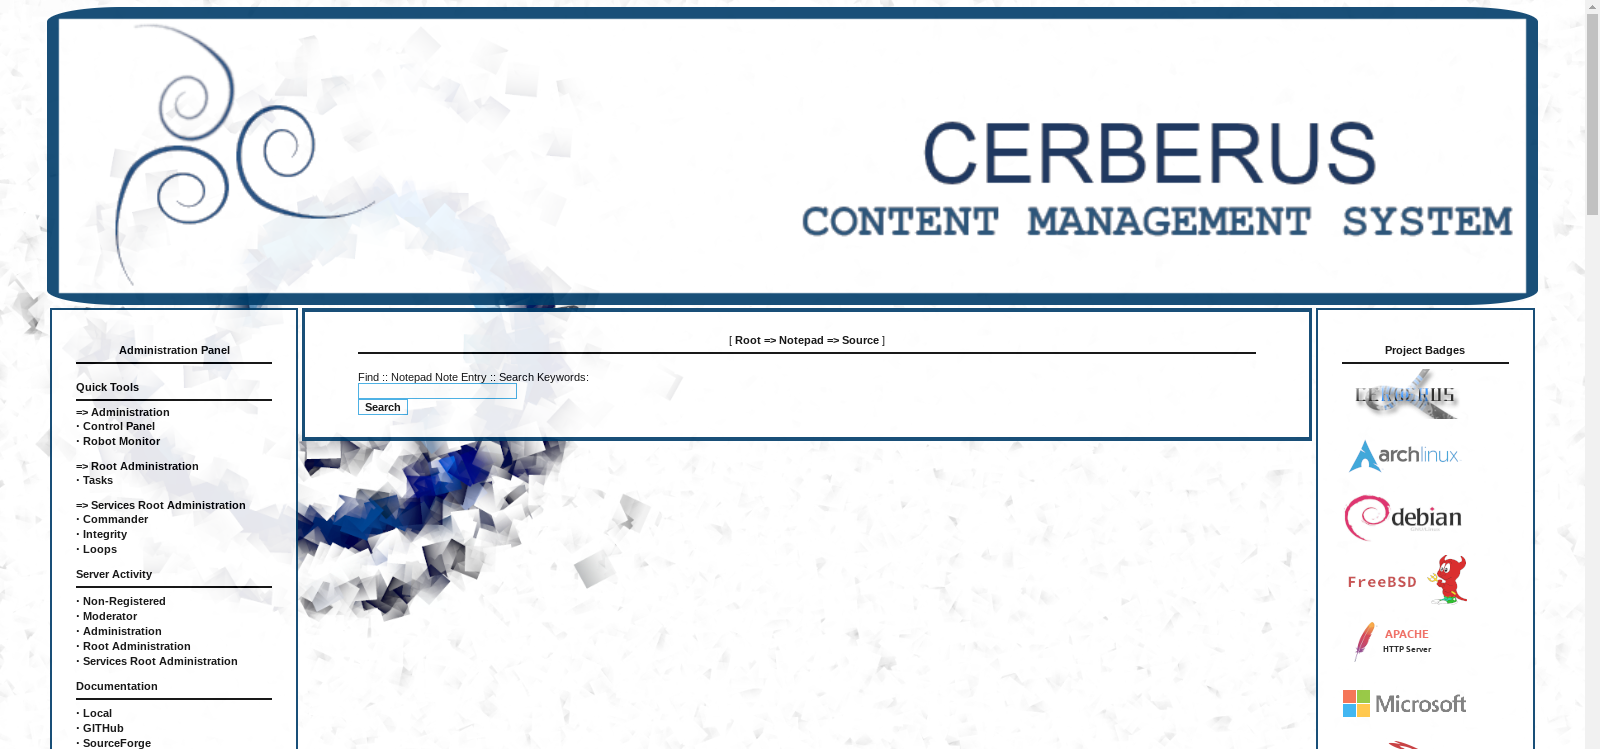 CERBERUS
CONTENT MANAGEMENT SYSTEM
Administration Panel
Quick Tools
=> Administration
· Control Panel
· Robot Monitor
=> Root Administration
· Tasks
=> Services Root Administration
· Commander
· Integrity
· Loops
Server Activity
· Non-Registered
· Moderator
· Administration
· Root Administration
· Services Root Administration
Documentation
· Local
· GITHub
· SourceForge
[ Root => Notepad => Source ]
Find :: Notepad Note Entry :: Search Keywords:
Search
Project Badges
CERBERUS
archlinux
debian
FreeBSD
APACHE
HTTP Server
Microsoft